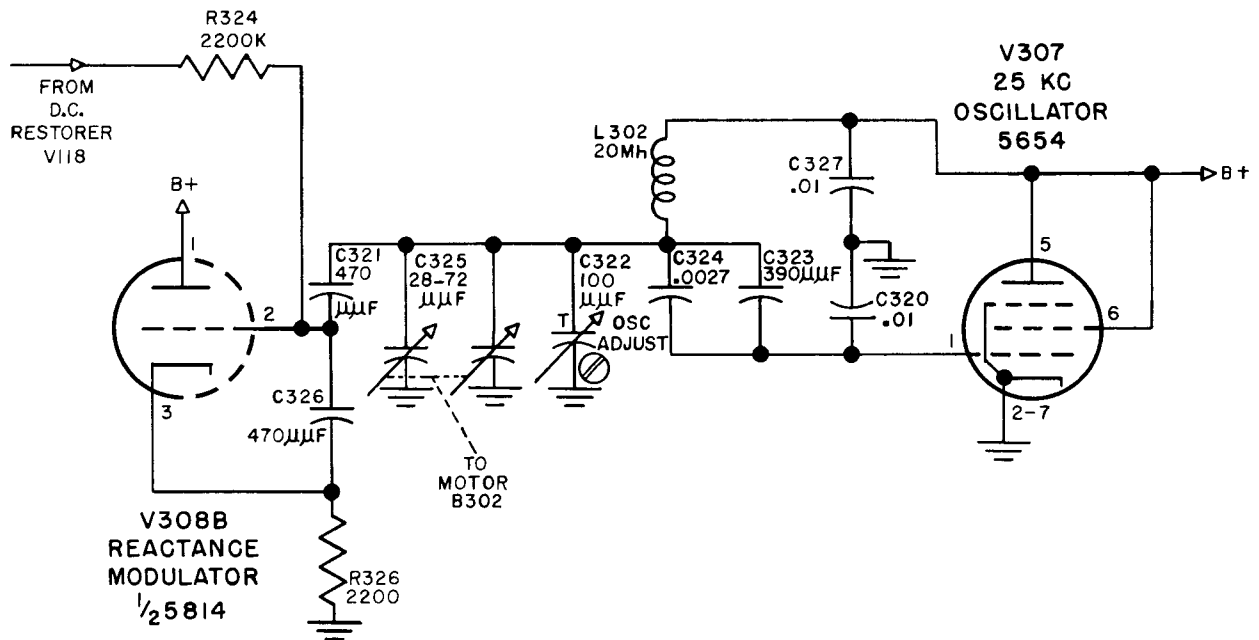 R324
2200K
FROM
D.C.
RESTORER
V118
B+
1
2
3
C321
470
µµF
C326
470µµF
C325
28-72
µµF
C322
100
µµF
T
OSC
ADJUST
TO
MOTOR
B302
V308B
REACTANCE
MODULATOR
1/2 5814
R326
2200
L302
20Mh
C324
.0027
C323
390µµF
C327
.01
C320
.01
V307
25 KC
OSCILLATOR
5654
B+
5
6
1
2-7